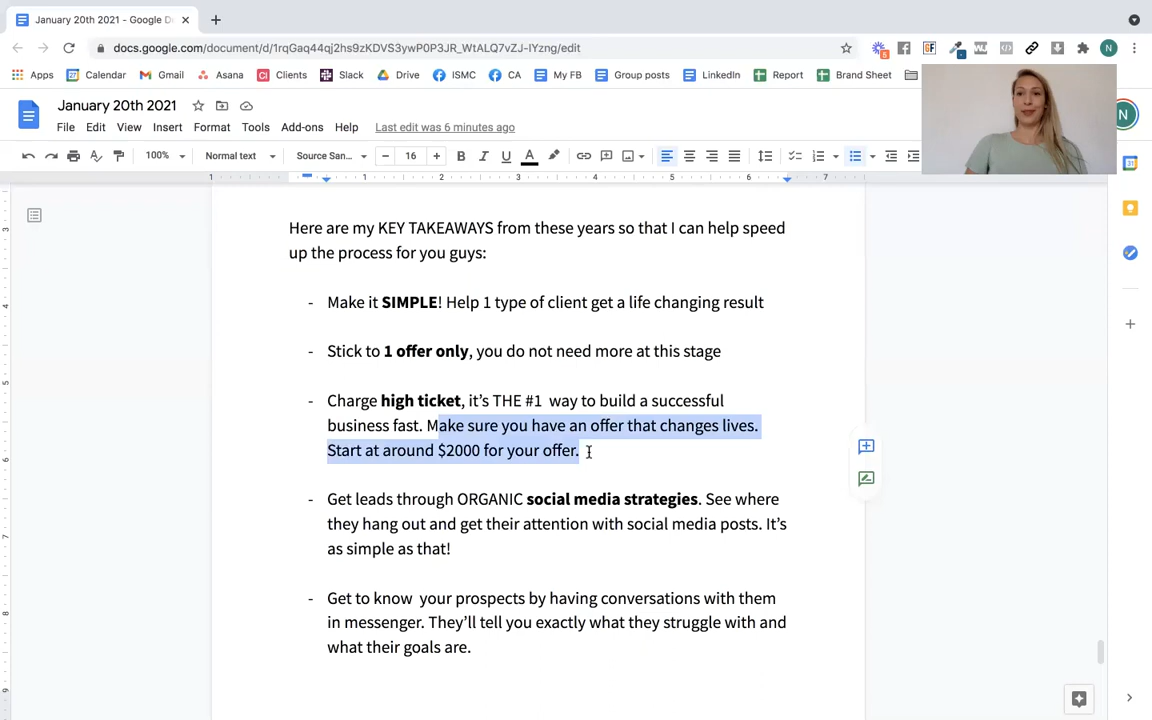 January 20th 2021 - Google D
docs.google.com/document/d/1rqGaq44qj2hs9zKDVS3ywP0P3JR_WtALQ7vZJ-IYzng/edit
Apps Calendar Gmail Asana Clients Slack Drive ISMC CA My FB Group posts LinkedIn Report Brand Sheet
January 20th 2021
File Edit View Insert Format Tools Add-ons Help Last edit was 6 minutes ago
100% Normal text Source San... 16
1 1 2 3 4 5 6 7
Here are my KEY TAKEAWAYS from these years so that I can help speed
up the process for you guys:
- Make it SIMPLE! Help 1 type of client get a life changing result
- Stick to 1 offer only, you do not need more at this stage
- Charge high ticket, it's THE #1 way to build a successful
business fast. Make sure you have an offer that changes lives.
Start at around $2000 for your offer.
- Get leads through ORGANIC social media strategies. See where
they hang out and get their attention with social media posts. It's
as simple as that!
- Get to know your prospects by having conversations with them
in messenger. They'll tell you exactly what they struggle with and
what their goals are.